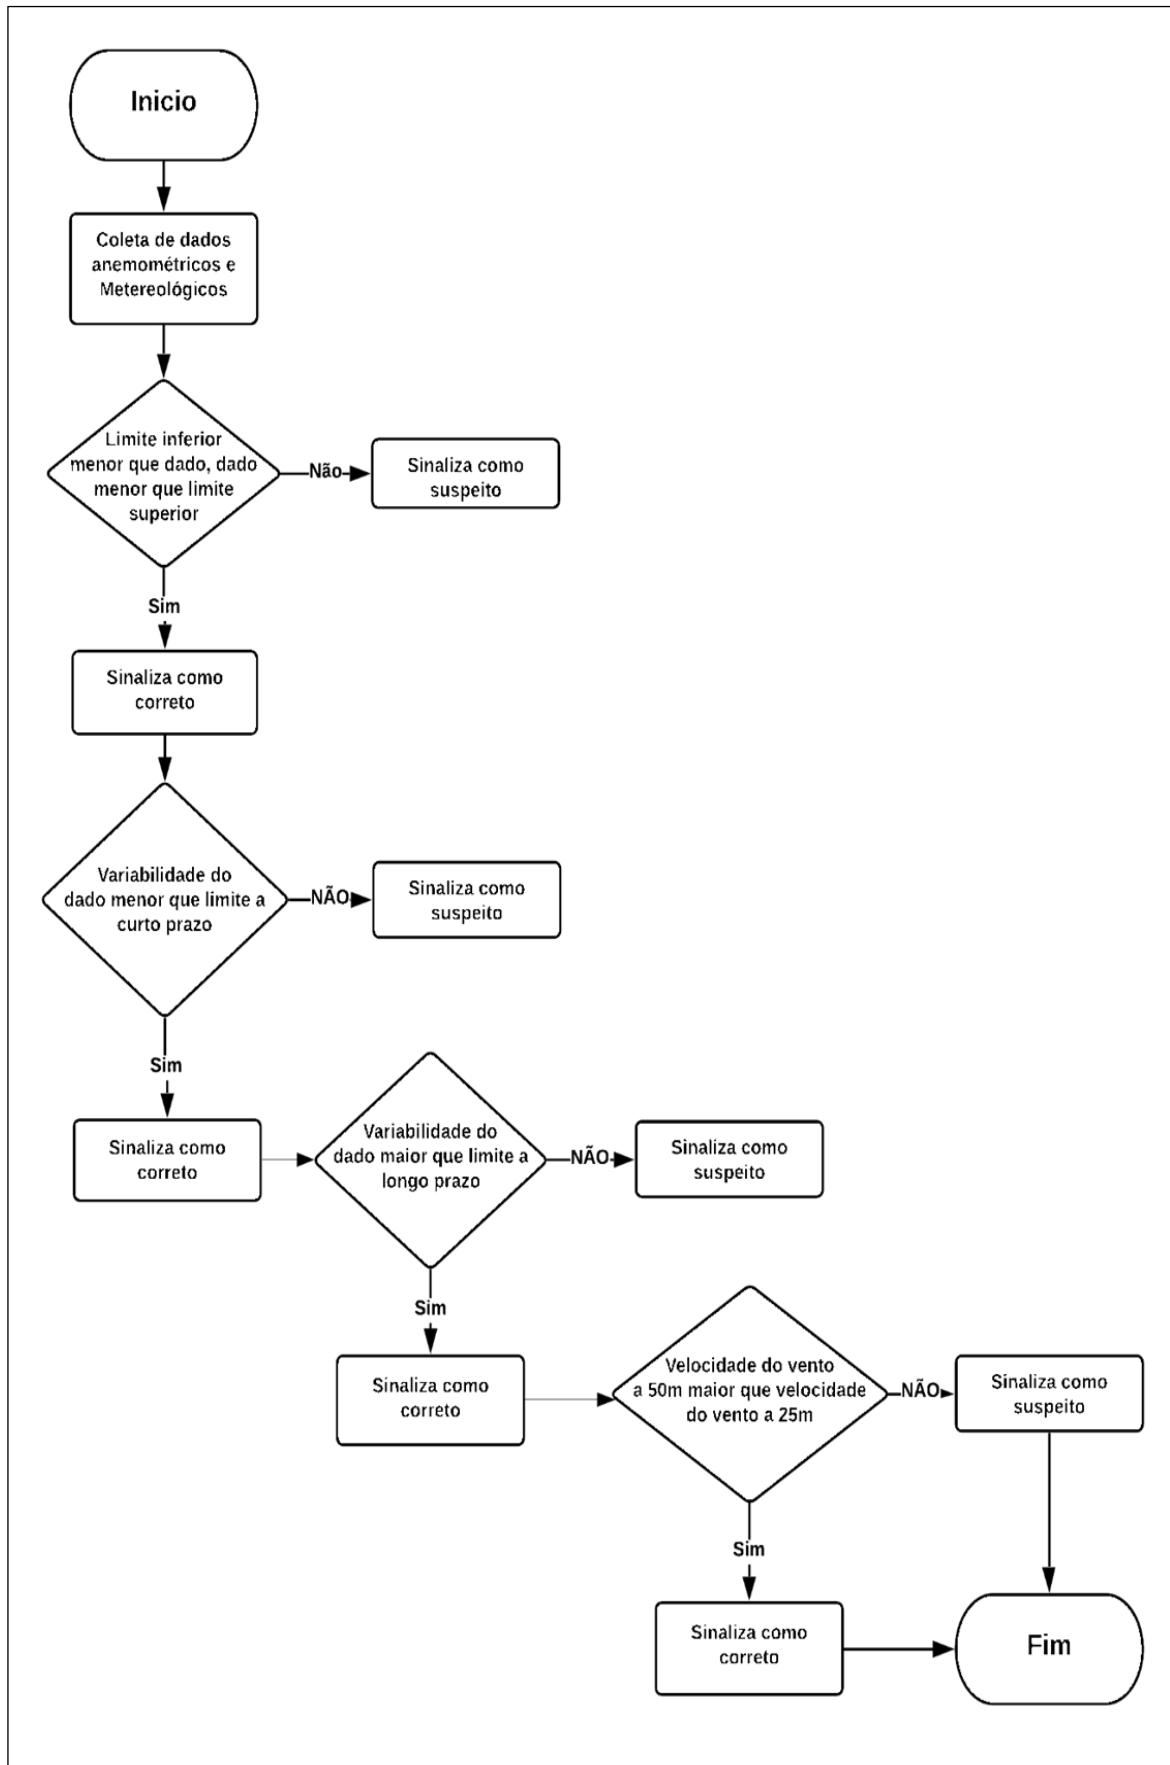 Inicio
Coleta de dados
anemométricos e
Metereológicos
Limite inferior
menor que dado, dado
menor que limite
superior
Não
Sinaliza como
suspeito
Sim
Sinaliza como
correto
Variabilidade do
dado menor que limite a
curto prazo
NÃO
Sinaliza como
suspeito
Sim
Sinaliza como
correto
Variabilidade do
dado maior que limite a
longo prazo
NÃO
Sinaliza como
suspeito
Sim
Sinaliza como
correto
Velocidade do vento
a 50m maior que velocidade
do vento a 25m
NÃO
Sinaliza como
suspeito
Sim
Sinaliza como
correto
Fim